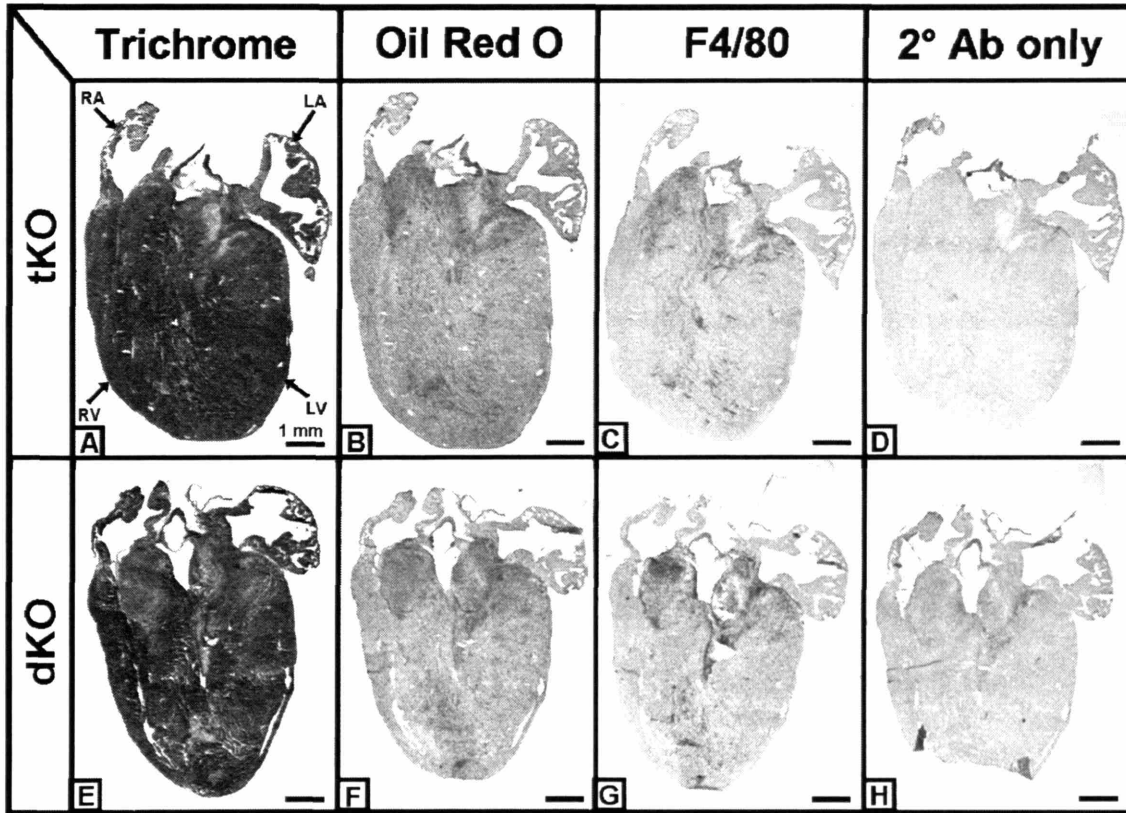 Trichrome
Oil Red O
F4/80
2° Ab only
tKO
RA
LA
RV
LV
1 mm
A
B
C
D
dKO
E
F
G
H